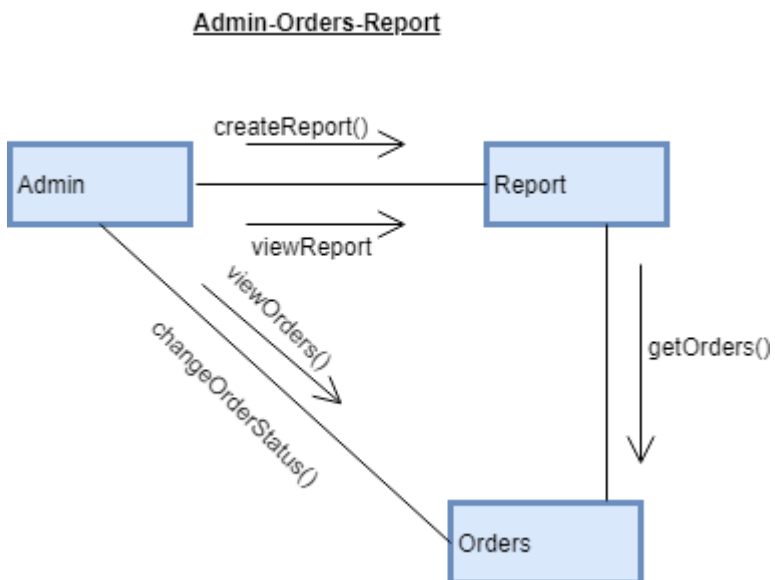 Admin-Orders-Report
createReport()
Admin
Report
viewReport
viewOrders()
changeOrderStatus()
getOrders()
Orders